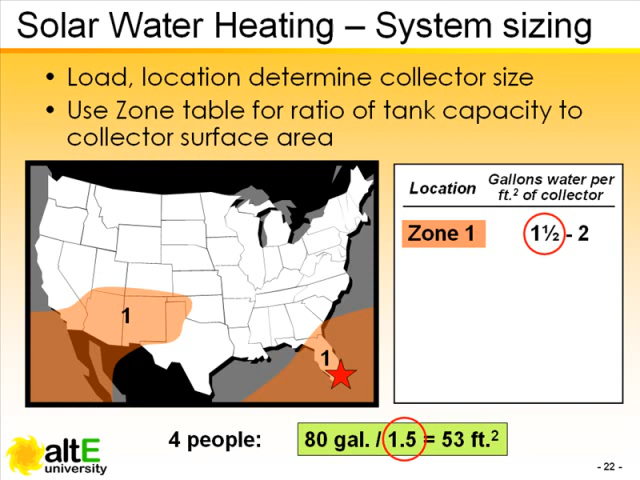 Solar Water Heating – System sizing
• Load, location determine collector size
• Use Zone table for ratio of tank capacity to
collector surface area
Location
Gallons water per
ft.² of collector
Zone 1
1½ - 2
1
1
4 people:
80 gal. / 1.5 = 53 ft.²
altE
university
- 22 -